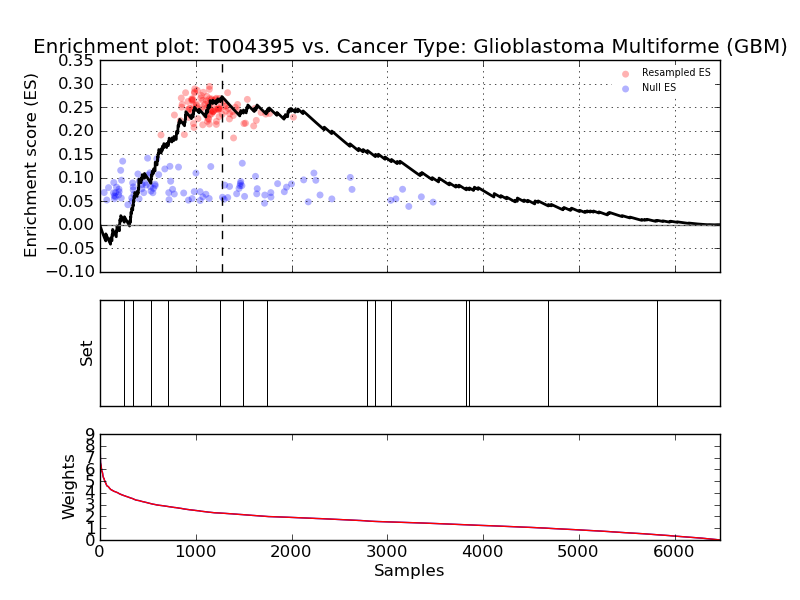 Enrichment plot: T004395 vs. Cancer Type: Glioblastoma Multiforme (GBM)
Enrichment score (ES)
0.35
0.30
0.25
0.20
0.15
0.10
0.05
0.00
−0.05
−0.10
Resampled ES
Null ES
Set
Weights
9
8
7
6
5
4
3
2
1
0
0 1000 2000 3000 4000 5000 6000
Samples